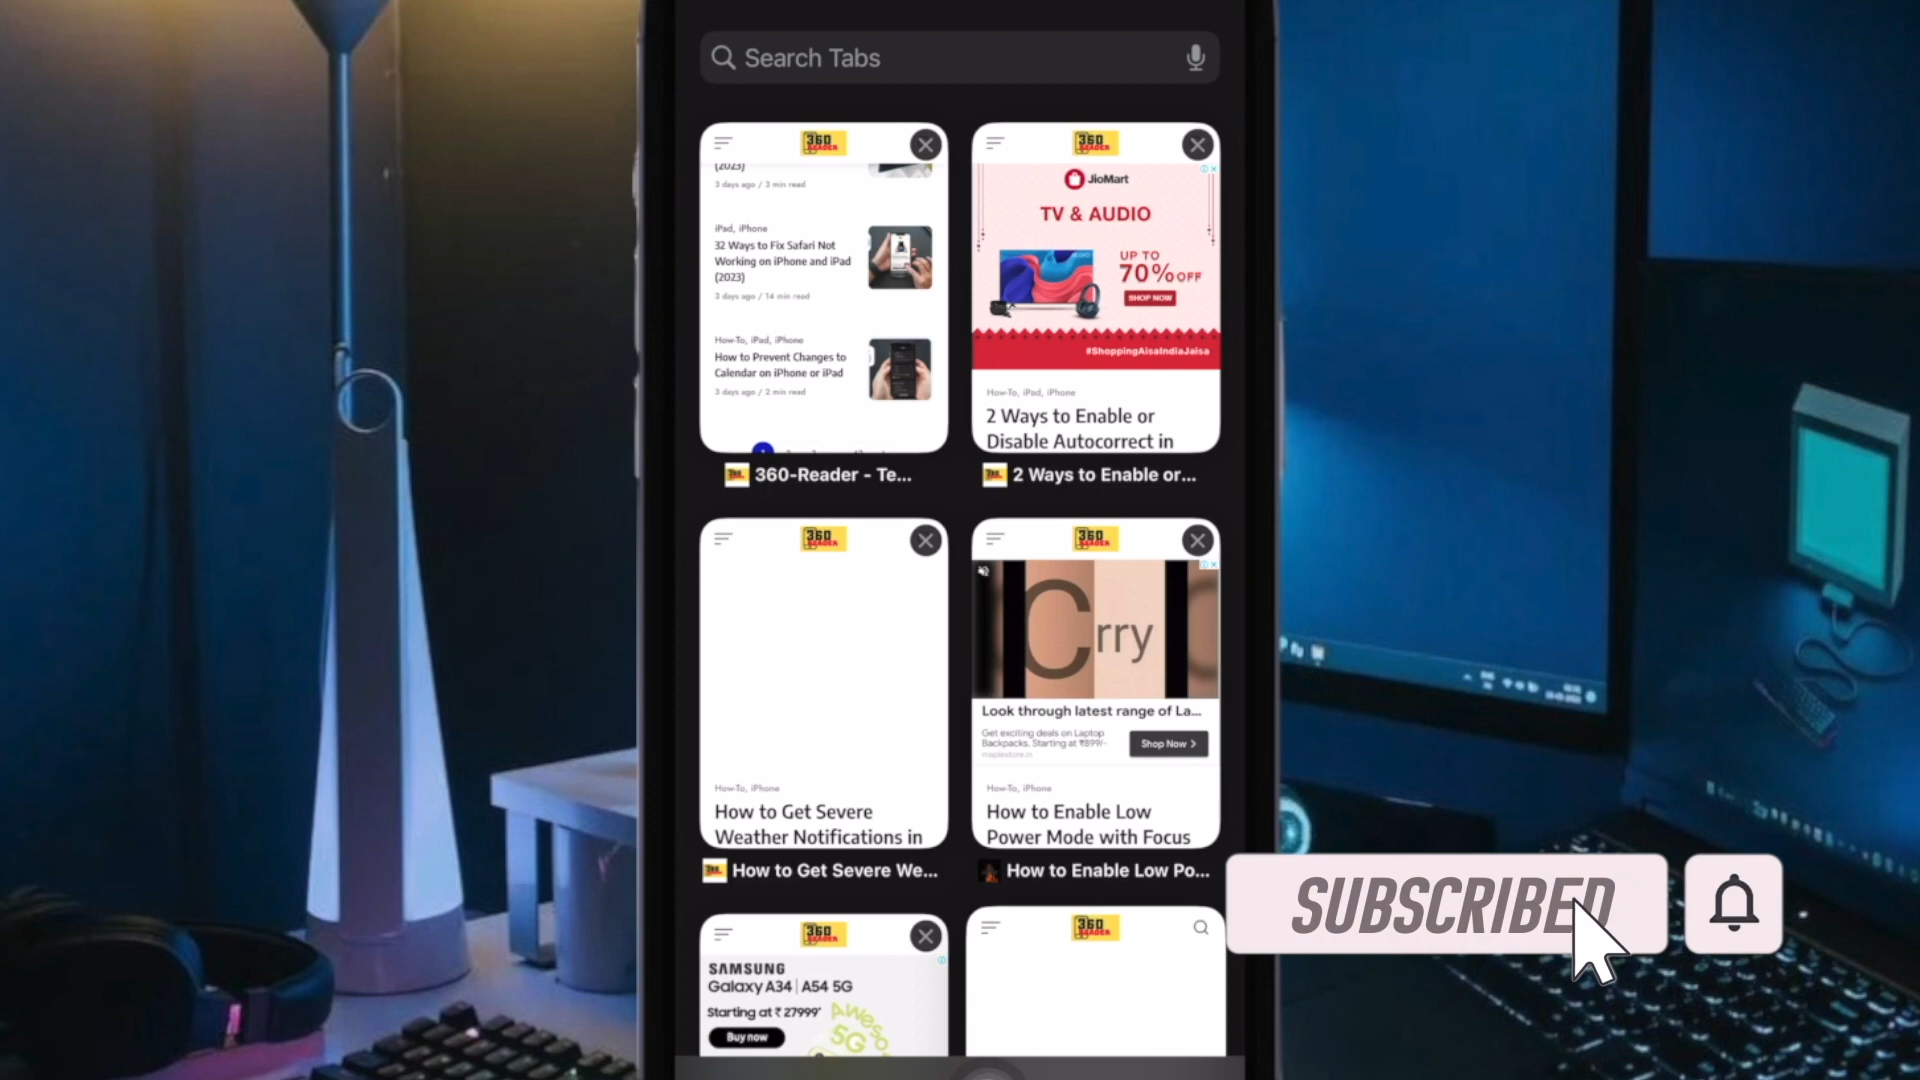 Search Tabs
360
READER
(2023)
3 days ago / 3 min read
iPad, iPhone
32 Ways to Fix Safari Not
Working on iPhone and iPad
(2023)
3 days ago / 14 min read
How-To, iPad, iPhone
How to Prevent Changes to
Calendar on iPhone or iPad
3 days ago / 2 min read
360-Reader - Te...
360
READER
JioMart
TV & AUDIO
UP TO
70% OFF
SHOP NOW
#ShoppingAisaIndiaJaisa
How-To, iPad, iPhone
2 Ways to Enable or
Disable Autocorrect in
2 Ways to Enable or...
360
READER
How-To, iPhone
How to Get Severe
Weather Notifications in
How to Get Severe We...
360
READER
Crry
Look through latest range of La...
Get exciting deals on Laptop
Backpacks. Starting at ₹899/-
maplestore.in
Shop Now >
How-To, iPhone
How to Enable Low
Power Mode with Focus
How to Enable Low Po...
360
READER
SAMSUNG
Galaxy A34 | A54 5G
Starting at ₹ 27999*
Buy now
Aweso
5G
360
READER
SUBSCRIBED